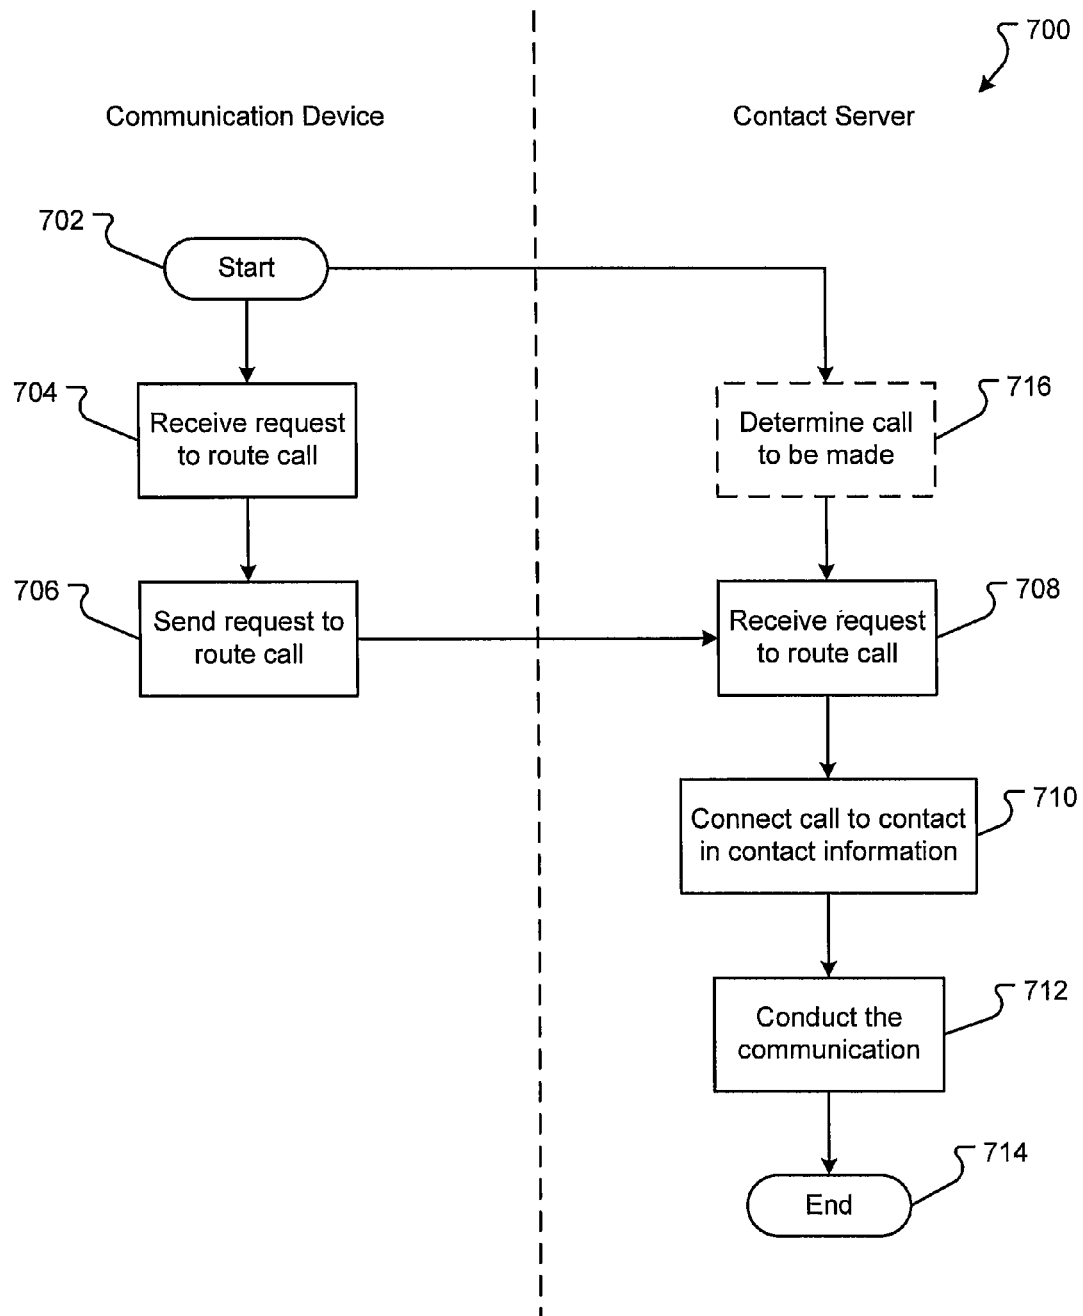 700
Communication Device
Contact Server
702
Start
704
Receive request
to route call
Determine call
to be made
716
706
Send request to
route call
Receive request
to route call
708
Connect call to contact
in contact information
710
Conduct the
communication
712
End
714